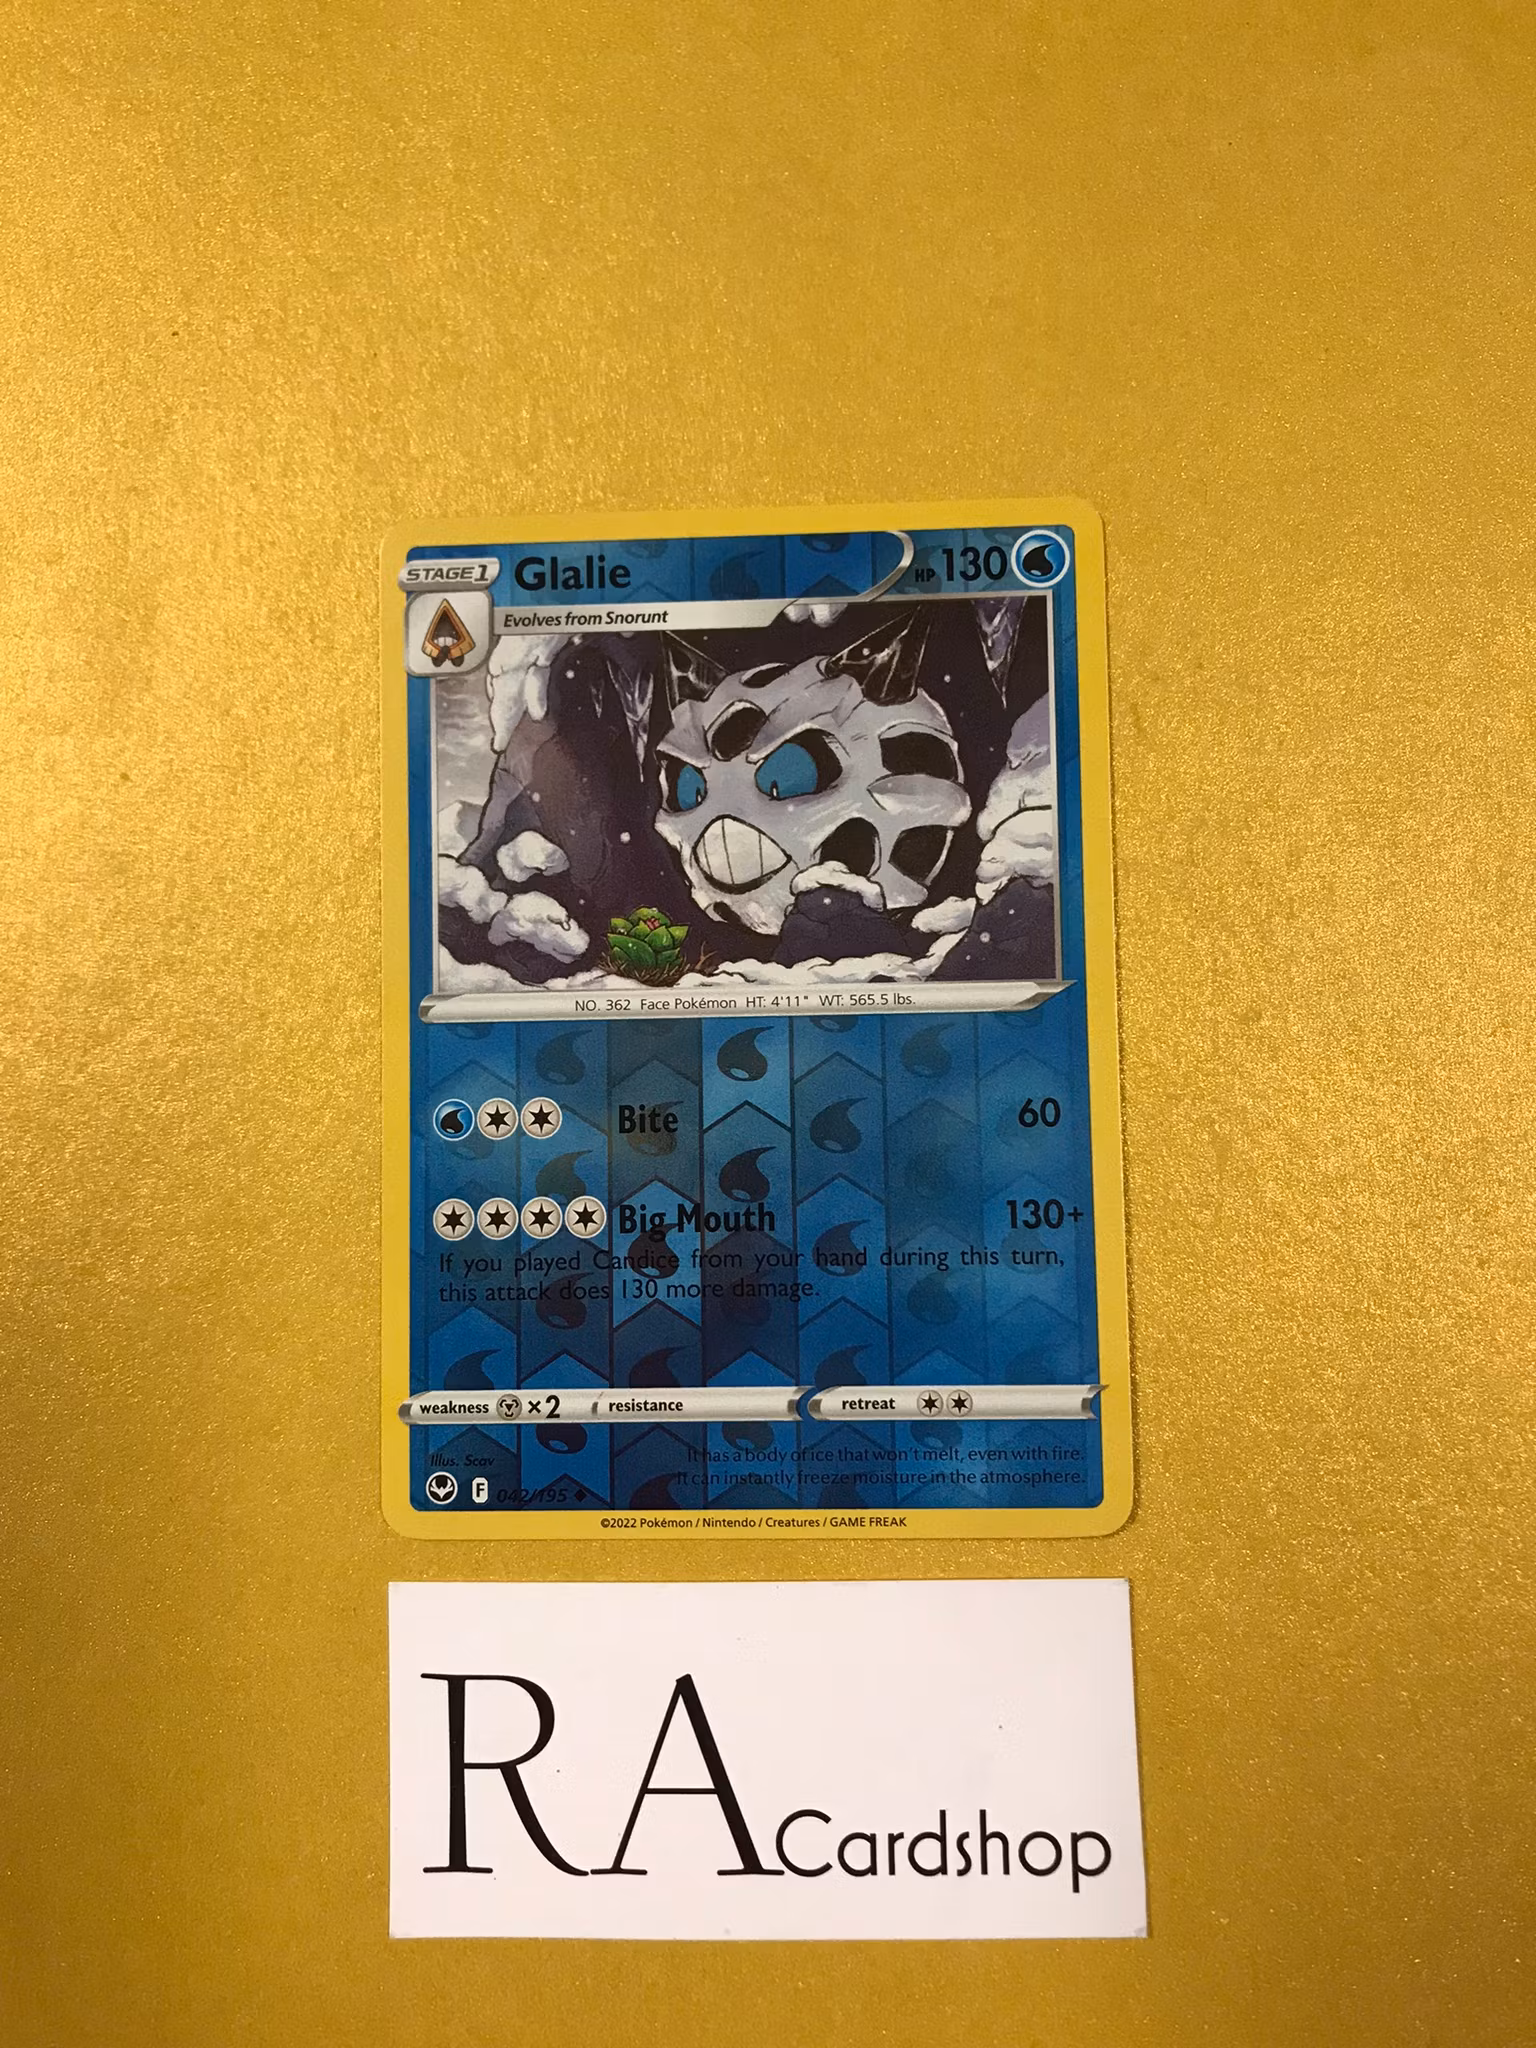 STAGE1 Glalie HP 130
Evolves from Snorunt
NO. 362 Face Pokémon HT: 4'11" WT: 565.5 lbs.
Bite 60
Big Mouth 130+
If you played Candice from your hand during this turn,
this attack does 130 more damage.
weakness ×2 resistance retreat
Illus. Scav
It has a body of ice that won't melt, even with fire.
It can instantly freeze moisture in the atmosphere.
F 042/195
©2022 Pokémon / Nintendo / Creatures / GAME FREAK
RA Cardshop